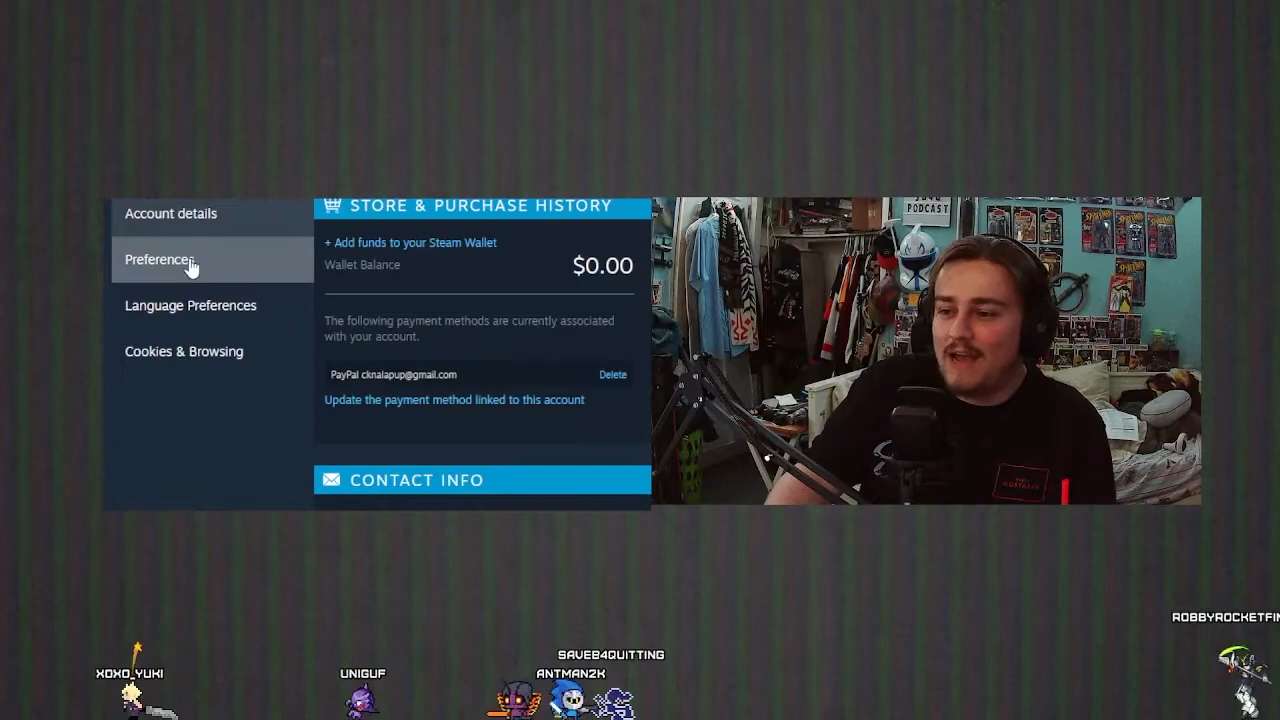 Account details
Preferences
Language Preferences
Cookies & Browsing
STORE & PURCHASE HISTORY
+ Add funds to your Steam Wallet
Wallet Balance
$0.00
The following payment methods are currently associated
with your account.
PayPal cknalapup@gmail.com
Delete
Update the payment method linked to this account
CONTACT INFO
PODCAST
SAVEB4QUITTING
XOXO_YUKI
UNIGUF
ANTMAN2K
ROBBYROCKETFIN